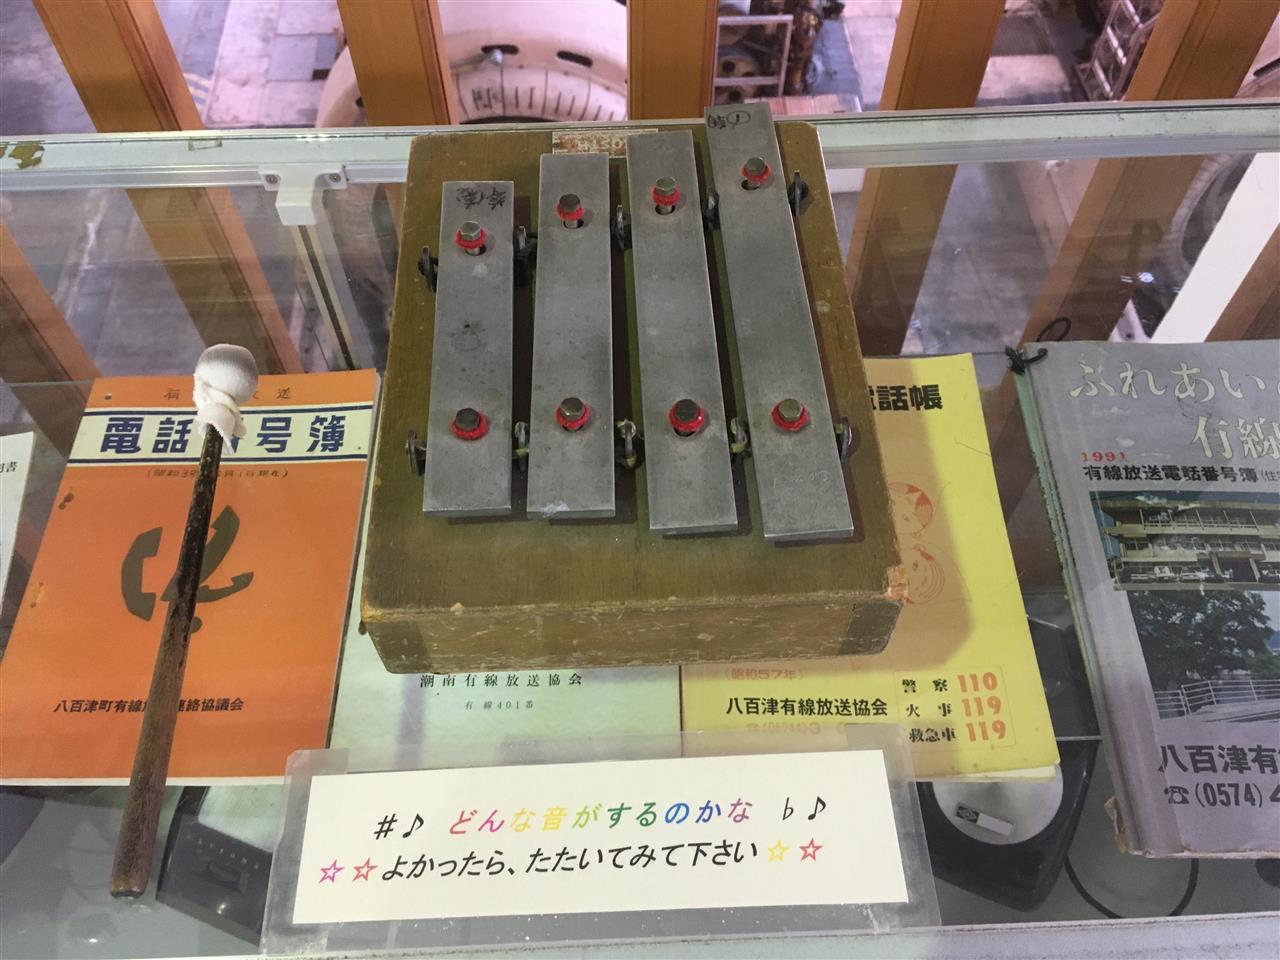 有
送
電話
号簿
八百津町有線放
連絡協議会
湖南有線放送協会
有線401番
電話帳
(昭和57年)
八百津有線放送協会
警察 110
火事 119
救急車 119
ふれあい
有線
1991
有線放送電話番号簿
八百津有
☎(0574)
♯♪ どんな音がするのかな ♭♪
☆☆よかったら、たたいてみて下さい☆☆